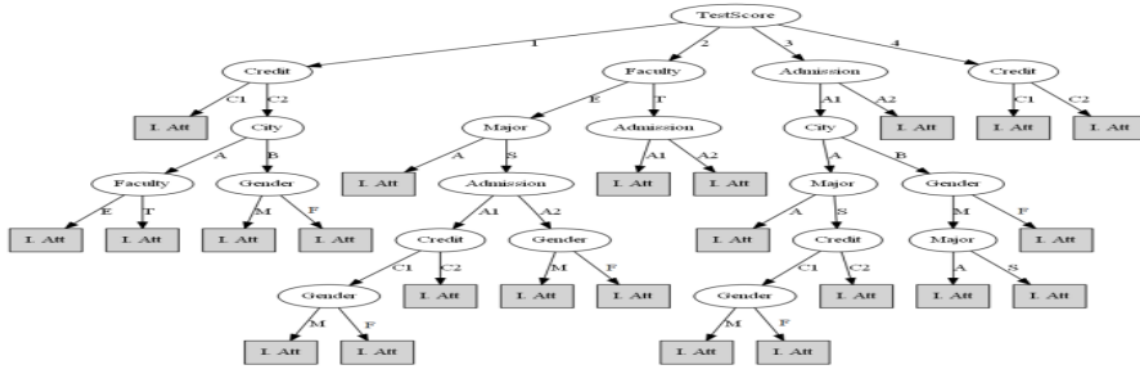 TestScore
1 2 3 4
Credit Faculty Admission Credit
C1 C2 E T A1 A2 C1 C2
I. Att City Major Admission City I. Att I. Att I. Att
A B A S A1 A2 A B
Faculty Gender I. Att Admission I. Att I. Att Major Gender
E T M F A1 A2 A S M F
I. Att I. Att I. Att I. Att Credit Gender I. Att Credit Major I. Att
C1 C2 M F C1 C2 A S
Gender I. Att I. Att I. Att Gender I. Att I. Att I. Att
M F M F
I. Att I. Att I. Att I. Att